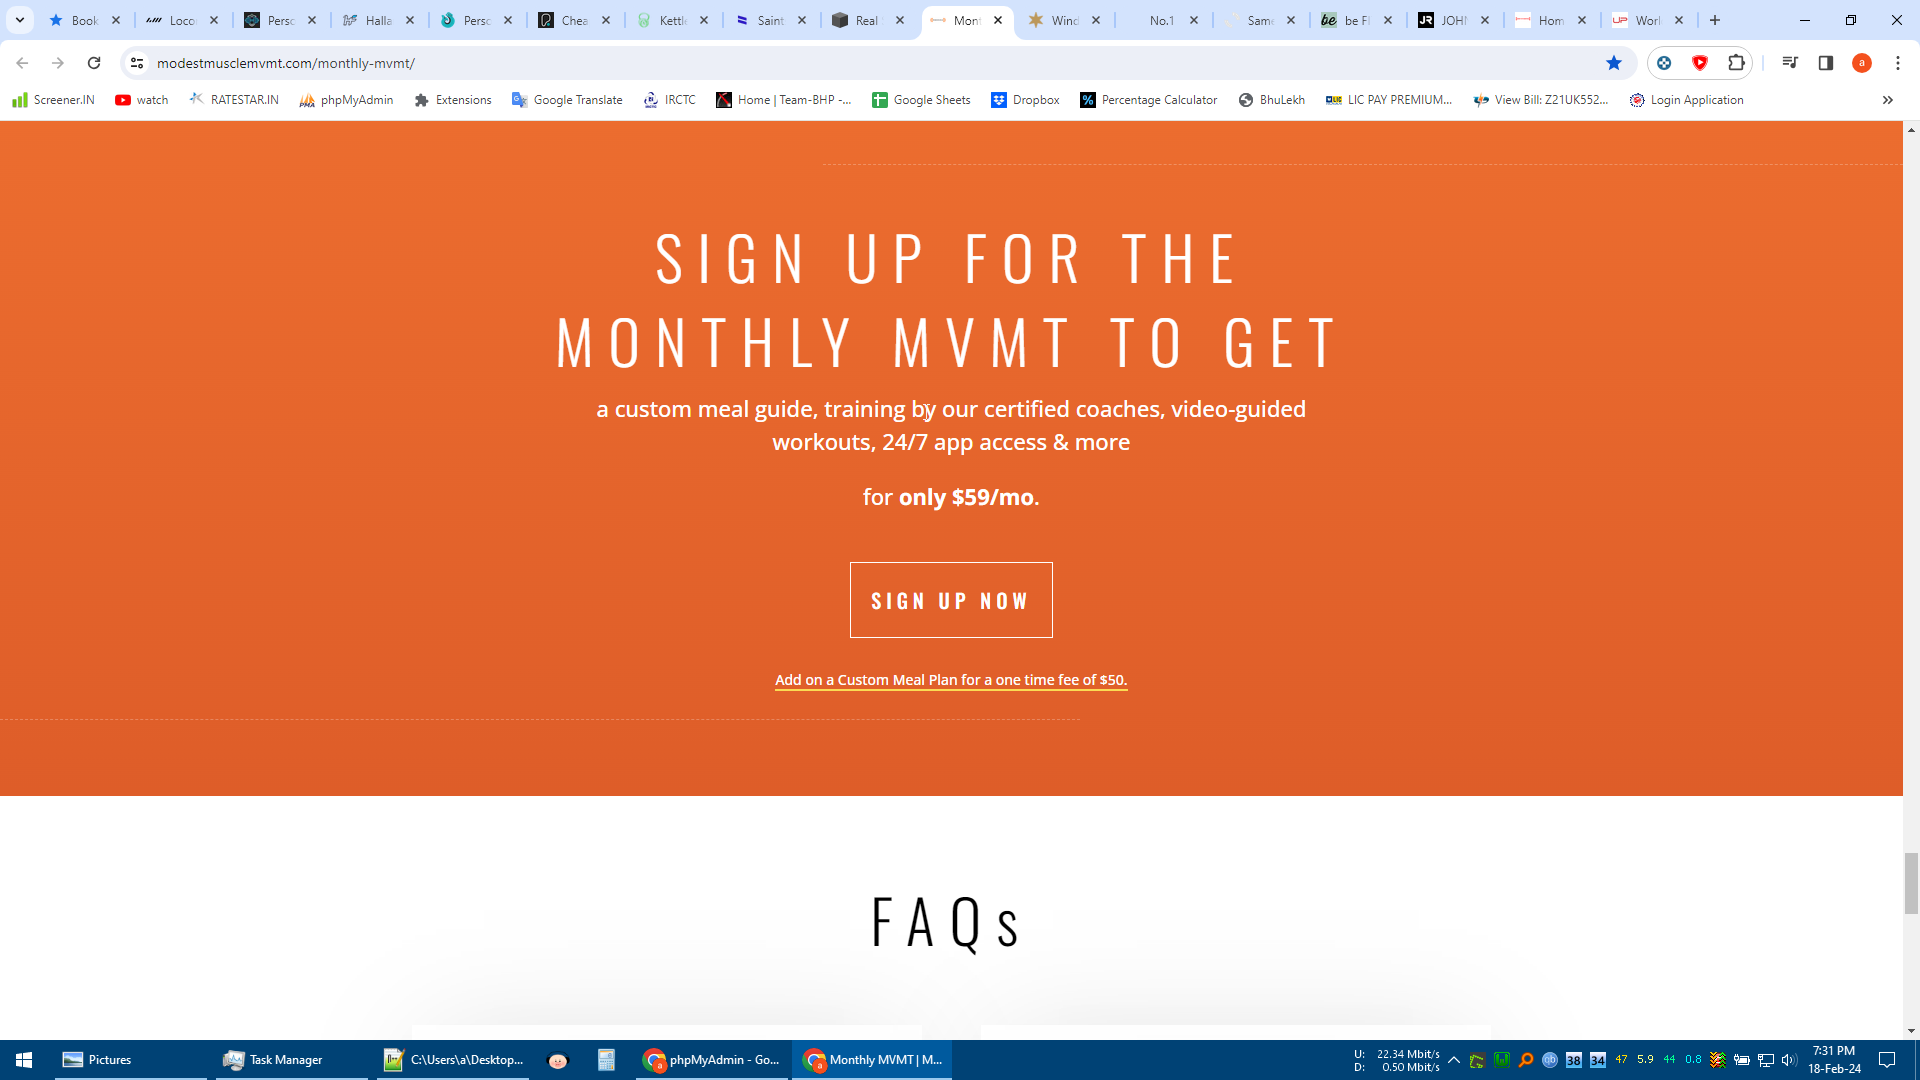 Book
Loco
Perso
Halla
Perso
Chea
Kettl
Saint
Real
Mont
Wind
No.1
Same
be Fl
JOHN
Hom
Worl
modestmusclemvmt.com/monthly-mvmt/
Screener.IN
watch
RATESTAR.IN
phpMyAdmin
Extensions
Google Translate
IRCTC
Home | Team-BHP -...
Google Sheets
Dropbox
Percentage Calculator
BhuLekh
LIC PAY PREMIUM...
View Bill: Z21UK552...
Login Application
SIGN UP FOR THE
MONTHLY MVMT TO GET
a custom meal guide, training by our certified coaches, video-guided
workouts, 24/7 app access & more
for only $59/mo.
SIGN UP NOW
Add on a Custom Meal Plan for a one time fee of $50.
FAQs
Pictures
Task Manager
C:\Users\a\Desktop...
phpMyAdmin - Go...
Monthly MVMT | M...
U: 22.34 Mbit/s
D: 0.50 Mbit/s
38
34
47
5.9
44
0.8
7:31 PM
18-Feb-24